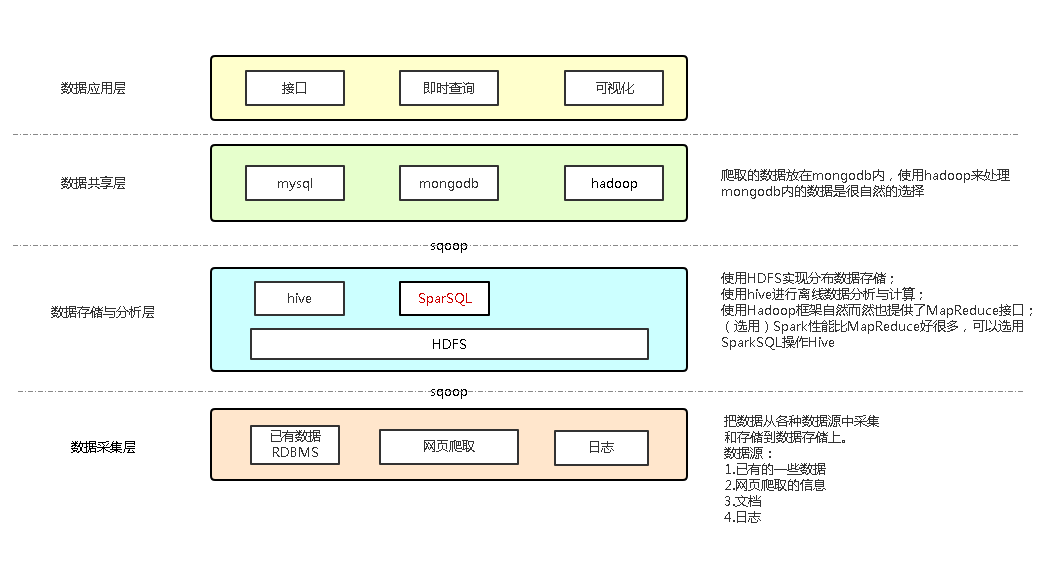 数据应用层
接口
即时查询
可视化
数据共享层
mysql
mongodb
hadoop
爬取的数据放在mongodb内，使用hadoop来处理
mongodb内的数据是很自然的选择
sqoop
数据存储与分析层
hive
SparSQL
HDFS
使用HDFS实现分布数据存储；
使用hive进行离线数据分析与计算；
使用Hadoop框架自然而然也提供了MapReduce接口；
（选用）Spark性能比MapReduce好很多，可以选用
SparkSQL操作Hive
sqoop
数据采集层
已有数据
RDBMS
网页爬取
日志
把数据从各种数据源中采集
和存储到数据存储上。
数据源：
1.已有的一些数据
2.网页爬取的信息
3.文档
4.日志